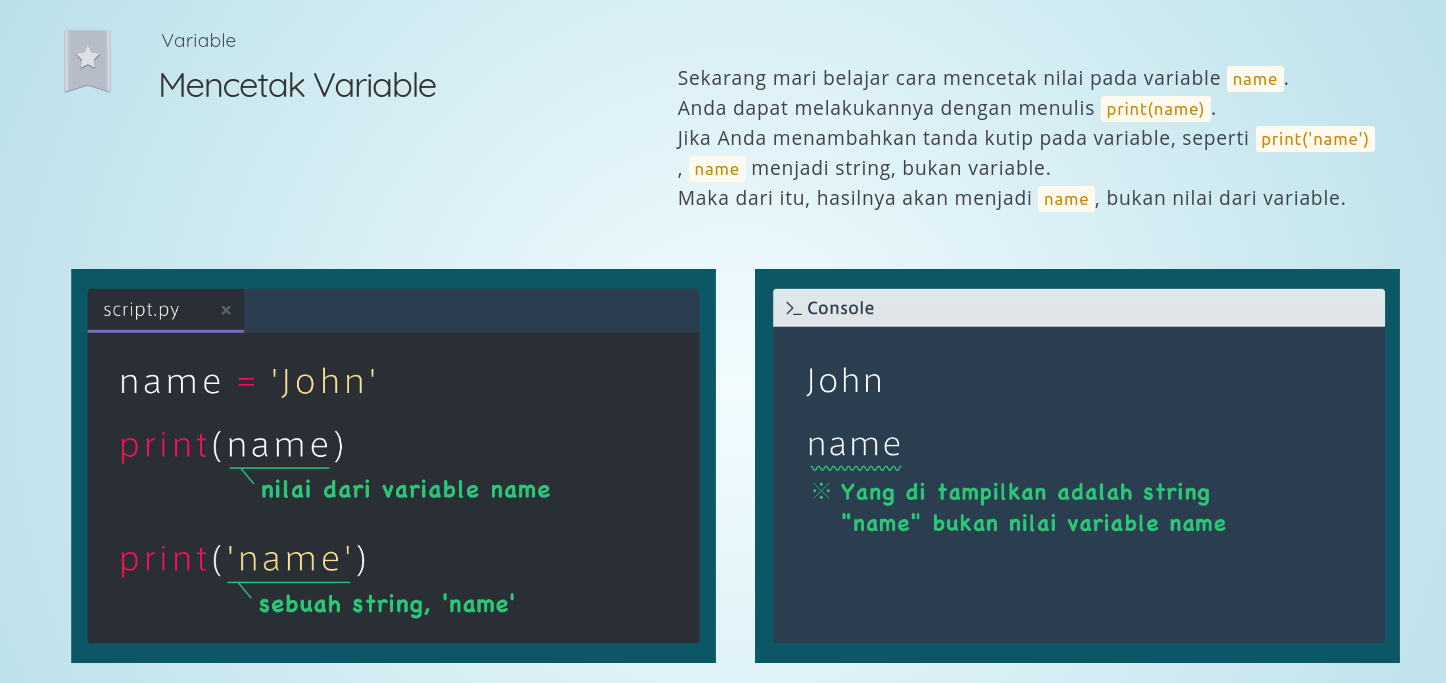 Variable
Mencetak Variable
Sekarang mari belajar cara mencetak nilai pada variable name.
Anda dapat melakukannya dengan menulis print(name).
Jika Anda menambahkan tanda kutip pada variable, seperti print('name')
, name menjadi string, bukan variable.
Maka dari itu, hasilnya akan menjadi name, bukan nilai dari variable.
script.py ×
name = 'John'
print(name)
nilai dari variable name
print('name')
sebuah string, 'name'
>_ Console
John
name
※ Yang di tampilkan adalah string
"name" bukan nilai variable name